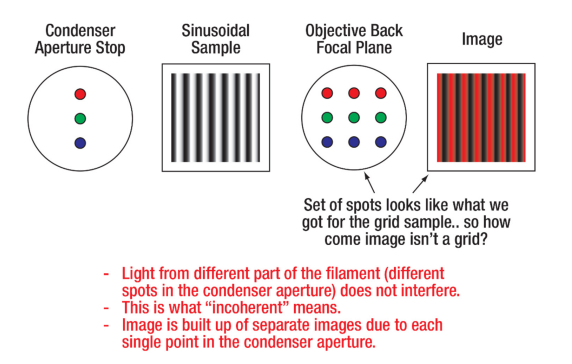 Condenser
Aperture Stop
Sinusoidal
Sample
Objective Back
Focal Plane
Image
Set of spots looks like what we
got for the grid sample.. so how
come image isn't a grid?
- Light from different part of the filament (different
spots in the condenser aperture) does not interfere.
- This is what “incoherent” means.
- Image is built up of separate images due to each
single point in the condenser aperture.